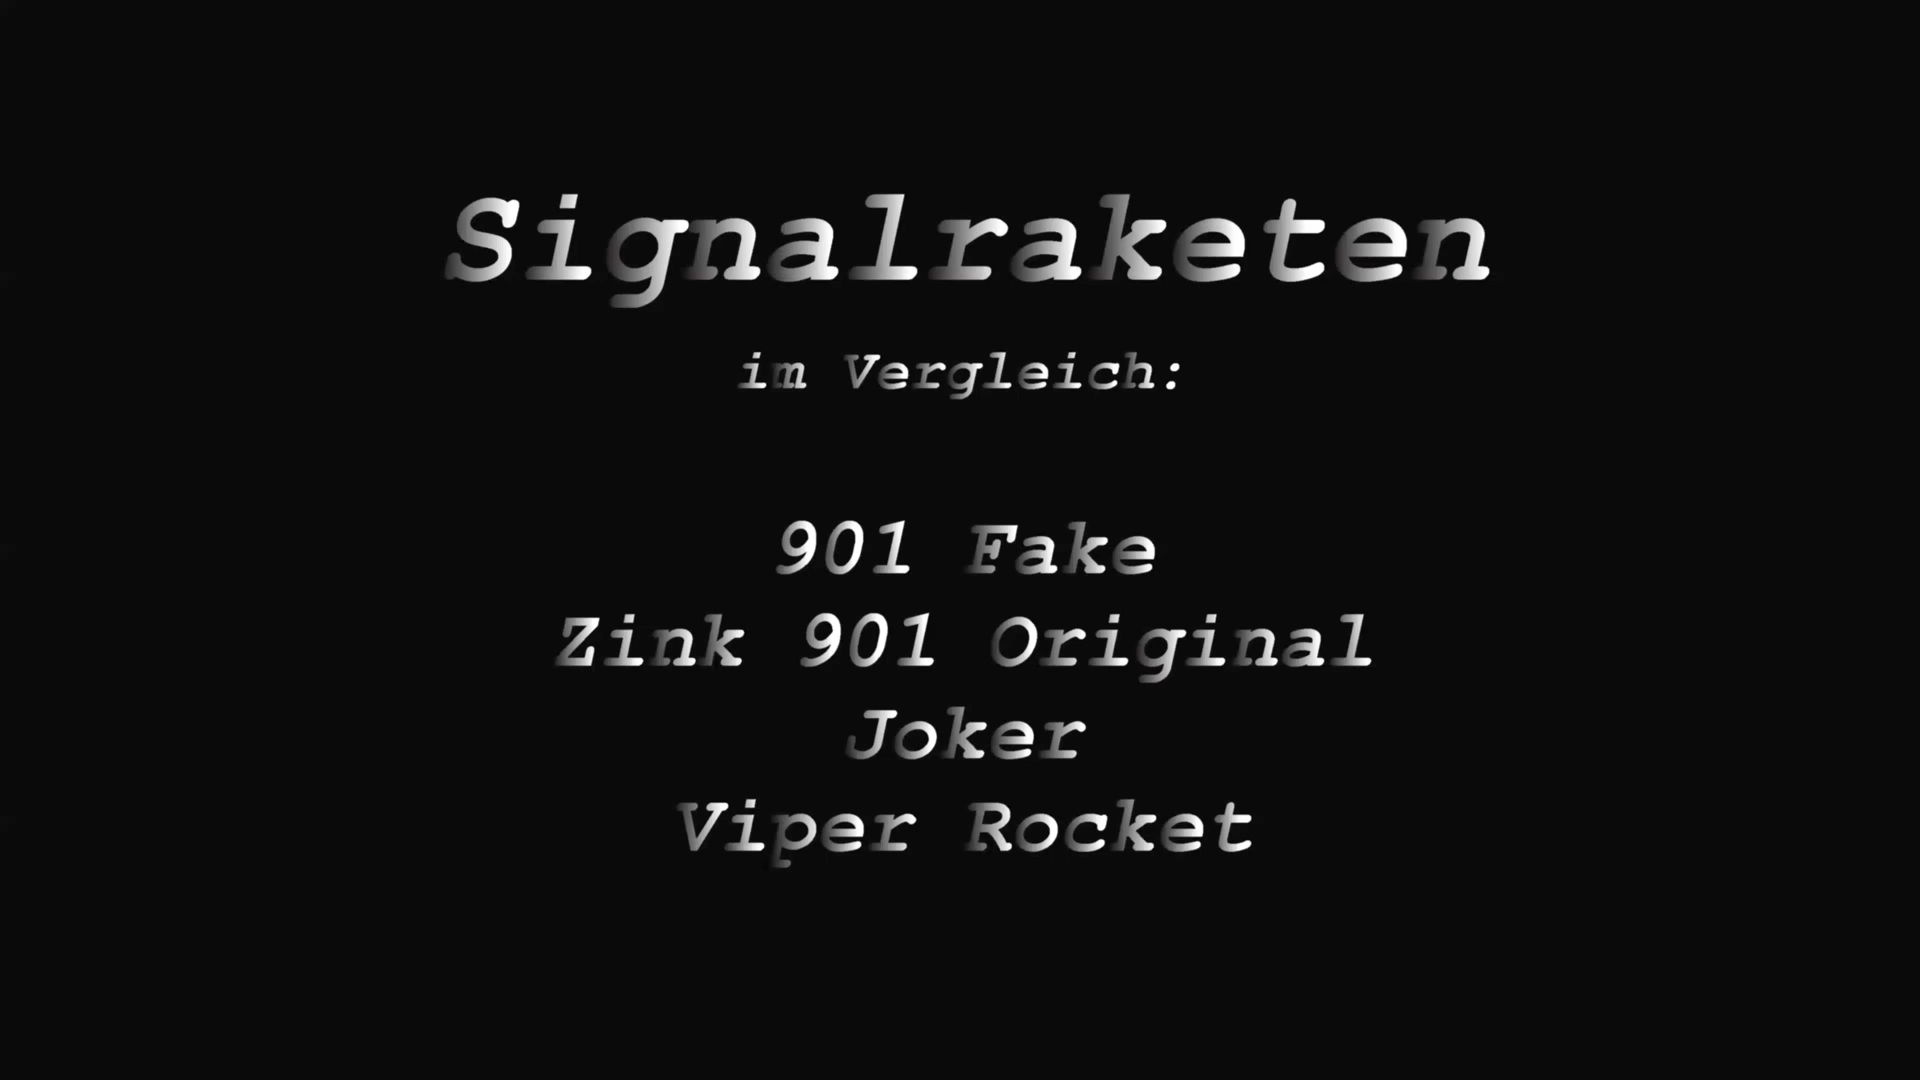 Signalraketen
im Vergleich:
901 Fake
Zink 901 Original
Joker
Viper Rocket